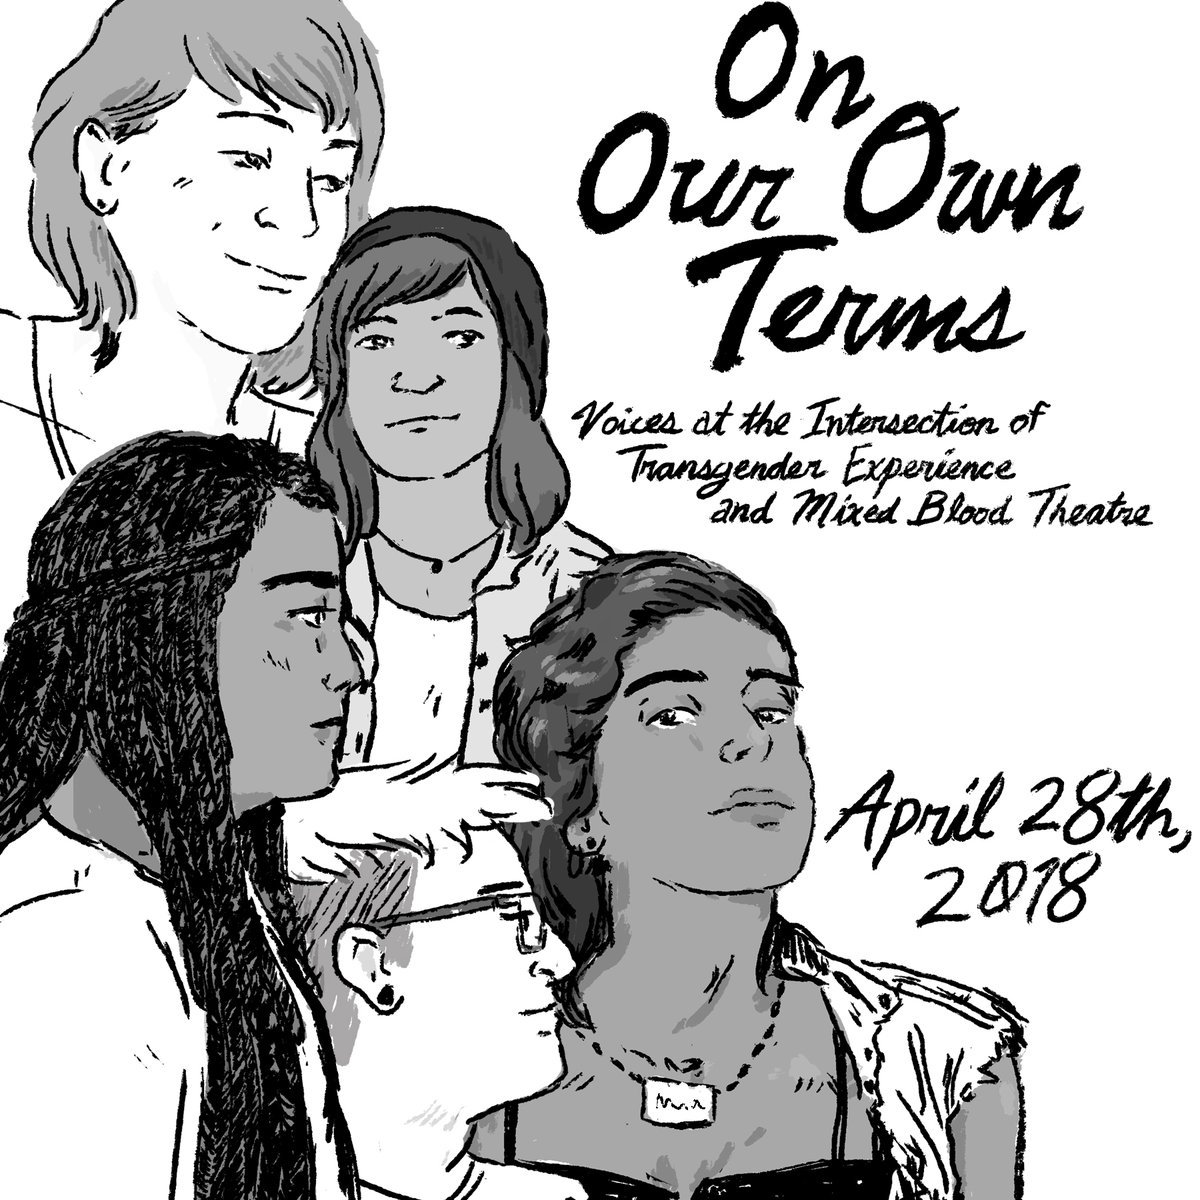 On
Our Own
Terms
Voices at the Intersection of
Transgender Experience
and Mixed Blood Theatre
April 28th,
2018